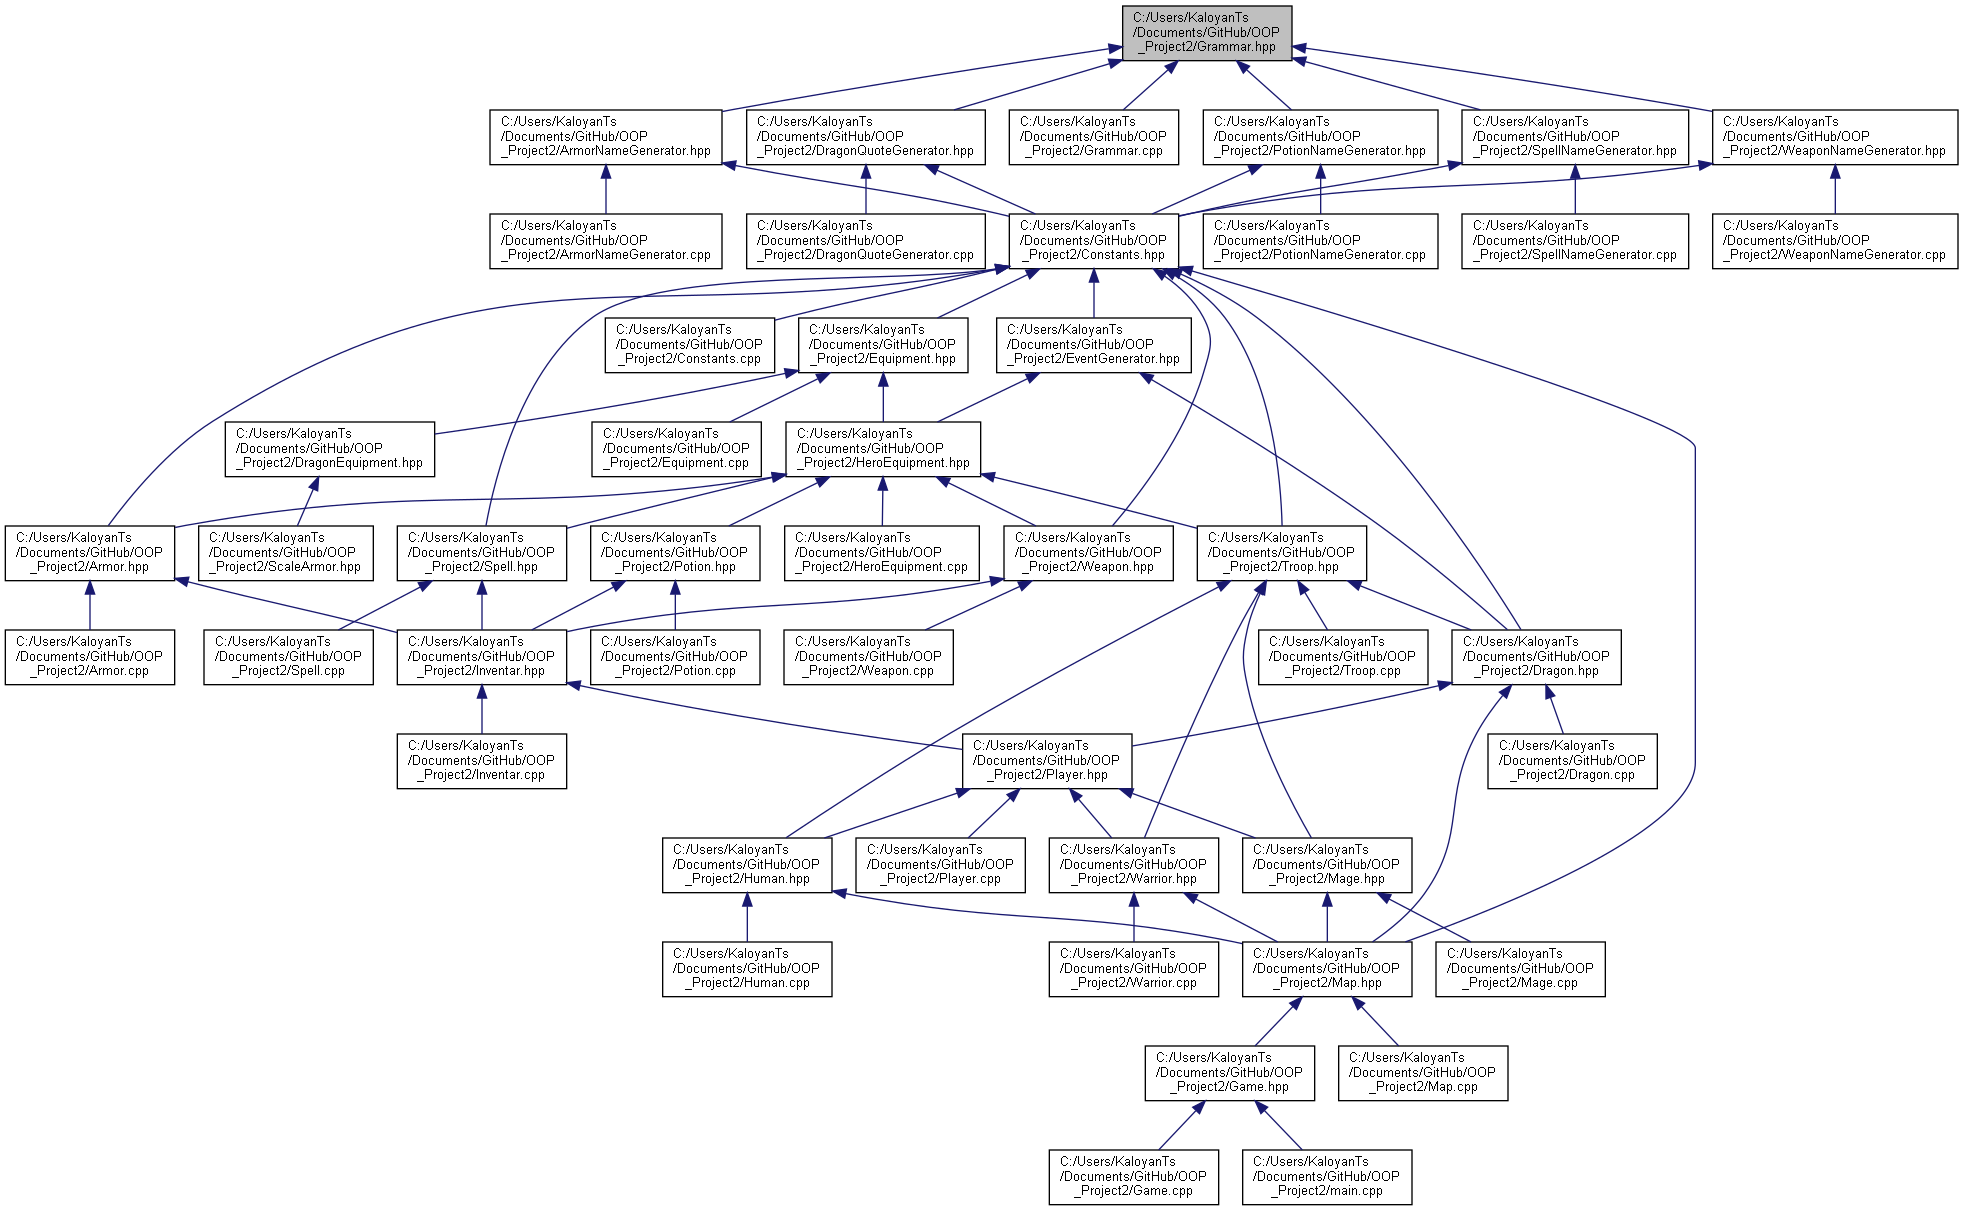 C:/Users/KaloyanTs
/Documents/GitHub/OOP
_Project2/Grammar.hpp
C:/Users/KaloyanTs
/Documents/GitHub/OOP
_Project2/ArmorNameGenerator.hpp
C:/Users/KaloyanTs
/Documents/GitHub/OOP
_Project2/DragonQuoteGenerator.hpp
C:/Users/KaloyanTs
/Documents/GitHub/OOP
_Project2/Grammar.cpp
C:/Users/KaloyanTs
/Documents/GitHub/OOP
_Project2/PotionNameGenerator.hpp
C:/Users/KaloyanTs
/Documents/GitHub/OOP
_Project2/SpellNameGenerator.hpp
C:/Users/KaloyanTs
/Documents/GitHub/OOP
_Project2/WeaponNameGenerator.hpp
C:/Users/KaloyanTs
/Documents/GitHub/OOP
_Project2/ArmorNameGenerator.cpp
C:/Users/KaloyanTs
/Documents/GitHub/OOP
_Project2/DragonQuoteGenerator.cpp
C:/Users/KaloyanTs
/Documents/GitHub/OOP
_Project2/Constants.hpp
C:/Users/KaloyanTs
/Documents/GitHub/OOP
_Project2/PotionNameGenerator.cpp
C:/Users/KaloyanTs
/Documents/GitHub/OOP
_Project2/SpellNameGenerator.cpp
C:/Users/KaloyanTs
/Documents/GitHub/OOP
_Project2/WeaponNameGenerator.cpp
C:/Users/KaloyanTs
/Documents/GitHub/OOP
_Project2/Constants.cpp
C:/Users/KaloyanTs
/Documents/GitHub/OOP
_Project2/Equipment.hpp
C:/Users/KaloyanTs
/Documents/GitHub/OOP
_Project2/EventGenerator.hpp
C:/Users/KaloyanTs
/Documents/GitHub/OOP
_Project2/DragonEquipment.hpp
C:/Users/KaloyanTs
/Documents/GitHub/OOP
_Project2/Equipment.cpp
C:/Users/KaloyanTs
/Documents/GitHub/OOP
_Project2/HeroEquipment.hpp
C:/Users/KaloyanTs
/Documents/GitHub/OOP
_Project2/Armor.hpp
C:/Users/KaloyanTs
/Documents/GitHub/OOP
_Project2/ScaleArmor.hpp
C:/Users/KaloyanTs
/Documents/GitHub/OOP
_Project2/Spell.hpp
C:/Users/KaloyanTs
/Documents/GitHub/OOP
_Project2/Potion.hpp
C:/Users/KaloyanTs
/Documents/GitHub/OOP
_Project2/HeroEquipment.cpp
C:/Users/KaloyanTs
/Documents/GitHub/OOP
_Project2/Weapon.hpp
C:/Users/KaloyanTs
/Documents/GitHub/OOP
_Project2/Troop.hpp
C:/Users/KaloyanTs
/Documents/GitHub/OOP
_Project2/Armor.cpp
C:/Users/KaloyanTs
/Documents/GitHub/OOP
_Project2/Spell.cpp
C:/Users/KaloyanTs
/Documents/GitHub/OOP
_Project2/Inventar.hpp
C:/Users/KaloyanTs
/Documents/GitHub/OOP
_Project2/Potion.cpp
C:/Users/KaloyanTs
/Documents/GitHub/OOP
_Project2/Weapon.cpp
C:/Users/KaloyanTs
/Documents/GitHub/OOP
_Project2/Troop.cpp
C:/Users/KaloyanTs
/Documents/GitHub/OOP
_Project2/Dragon.hpp
C:/Users/KaloyanTs
/Documents/GitHub/OOP
_Project2/Inventar.cpp
C:/Users/KaloyanTs
/Documents/GitHub/OOP
_Project2/Player.hpp
C:/Users/KaloyanTs
/Documents/GitHub/OOP
_Project2/Dragon.cpp
C:/Users/KaloyanTs
/Documents/GitHub/OOP
_Project2/Human.hpp
C:/Users/KaloyanTs
/Documents/GitHub/OOP
_Project2/Player.cpp
C:/Users/KaloyanTs
/Documents/GitHub/OOP
_Project2/Warrior.hpp
C:/Users/KaloyanTs
/Documents/GitHub/OOP
_Project2/Mage.hpp
C:/Users/KaloyanTs
/Documents/GitHub/OOP
_Project2/Human.cpp
C:/Users/KaloyanTs
/Documents/GitHub/OOP
_Project2/Warrior.cpp
C:/Users/KaloyanTs
/Documents/GitHub/OOP
_Project2/Map.hpp
C:/Users/KaloyanTs
/Documents/GitHub/OOP
_Project2/Mage.cpp
C:/Users/KaloyanTs
/Documents/GitHub/OOP
_Project2/Game.hpp
C:/Users/KaloyanTs
/Documents/GitHub/OOP
_Project2/Map.cpp
C:/Users/KaloyanTs
/Documents/GitHub/OOP
_Project2/Game.cpp
C:/Users/KaloyanTs
/Documents/GitHub/OOP
_Project2/main.cpp